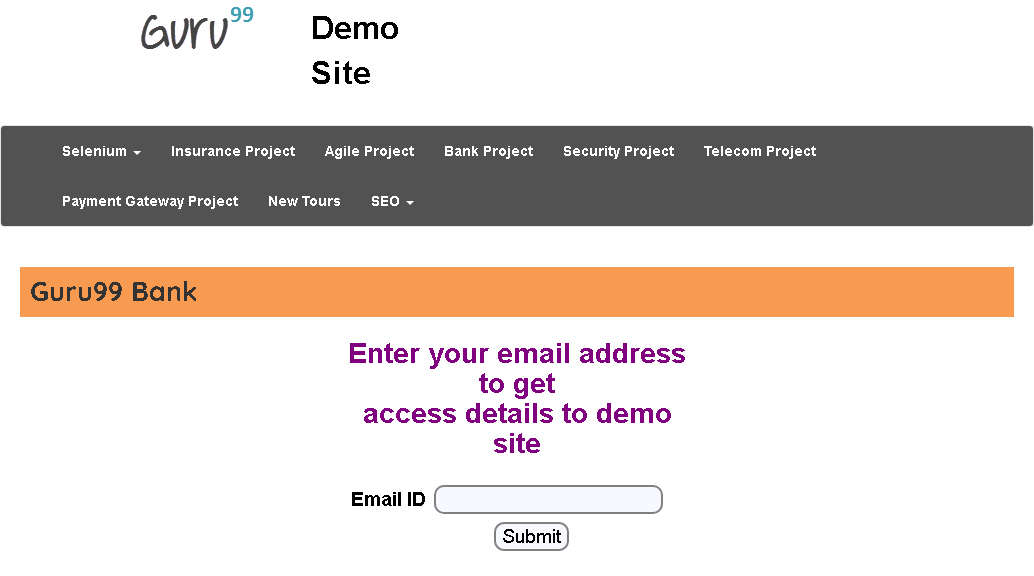 Guru99
Demo
Site
Selenium Insurance Project Agile Project Bank Project Security Project Telecom Project
Payment Gateway Project New Tours SEO
Guru99 Bank
Enter your email address
to get
access details to demo
site
Email ID
Submit